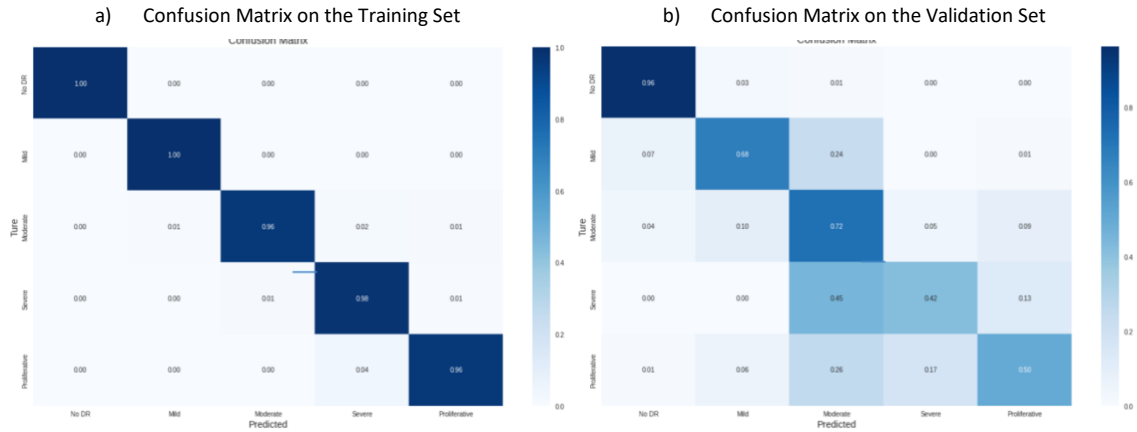 a) Confusion Matrix on the Training Set
Confusion Matrix
1.0
0.8
0.6
0.4
0.2
0.0
Ture
No DR 1.00 0.00 0.00 0.00 0.00
Mild 0.00 1.00 0.00 0.00 0.00
Moderate 0.00 0.01 0.96 0.02 0.01
Severe 0.00 0.00 0.01 0.98 0.01
Proliferative 0.00 0.00 0.00 0.04 0.96
No DR Mild Moderate Severe Proliferative
Predicted
b) Confusion Matrix on the Validation Set
Confusion Matrix
0.8
0.6
0.4
0.2
0.0
True
No DR 0.96 0.03 0.01 0.00 0.00
Mild 0.07 0.68 0.24 0.00 0.01
Moderate 0.04 0.10 0.72 0.05 0.09
Severe 0.00 0.00 0.45 0.42 0.13
Proliferative 0.01 0.06 0.26 0.17 0.50
No DR Mild Moderate Severe Proliferative
Predicted